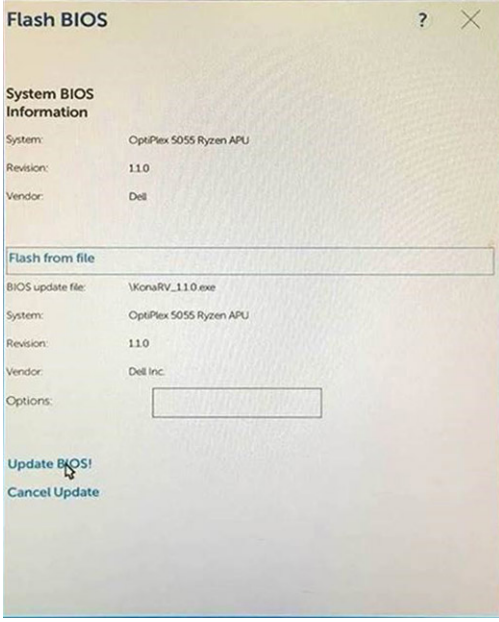 Flash BIOS ?
System BIOS
Information
System: OptiPlex 5055 Ryzen APU
Revision: 1.1.0
Vendor: Dell
Flash from file
BIOS update file: \KonaRV_1.1.0.exe
System: OptiPlex 5055 Ryzen APU
Revision: 1.1.0
Vendor: Dell Inc.
Options:
Update BIOS!
Cancel Update